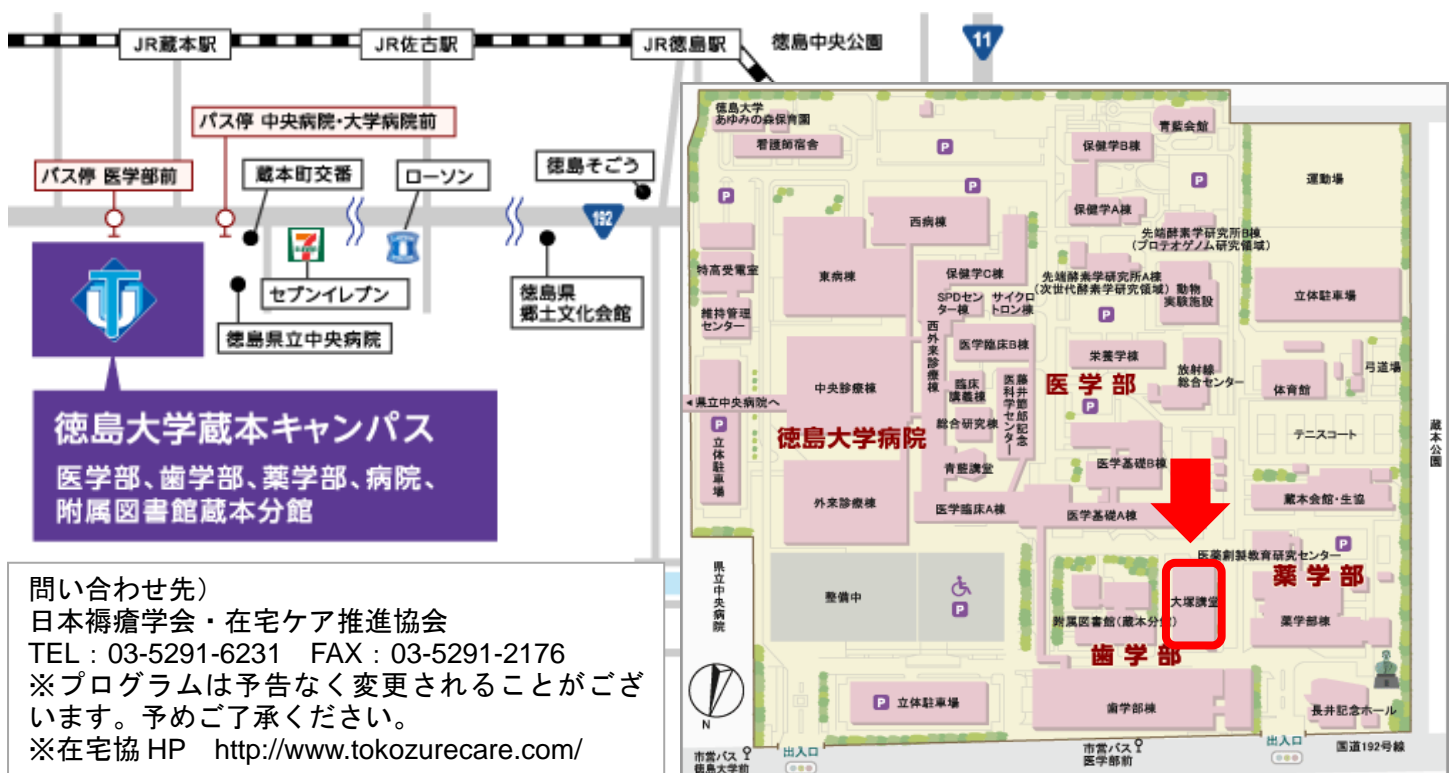 JR蔵本駅
JR佐古駅
JR徳島駅
徳島中央公園
11
バス停 中央病院・大学病院前
バス停 医学部前
蔵本町交番
ローソン
徳島そごう
192
セブンイレブン
徳島県立中央病院
徳島県
郷土文化会館
徳島大学蔵本キャンパス
医学部、歯学部、薬学部、病院、
附属図書館蔵本分館
問い合わせ先）
日本褥瘡学会・在宅ケア推進協会
TEL：03-5291-6231 FAX：03-5291-2176
※プログラムは予告なく変更されることがござ
います。予めご了承ください。
※在宅協 HP http://www.tokozurecare.com/
徳島大学
あゆみの森保育園
看護師宿舎
P
青藍会館
保健学B棟
P
P
P
運動場
西病棟
保健学A棟
先端酵素学研究所B棟
(プロテオゲノム研究領域)
特高受電室
東病棟
保健学C棟
先端酵素学研究所A棟
(次世代酵素学研究領域)
動物
実験施設
立体駐車場
維持管理
センター
SPDセン
ター棟
サイクロ
トロン棟
P
西外来診療棟
医学臨床B棟
栄養学棟
放射線
総合センター
弓道場
体育館
中央診療棟
臨床
講義棟
藤井節郎記念
医科学センター
医学部
◂県立中央病院へ
P
立体駐車場
徳島大学病院
総合研究棟
P
テニスコート
蔵本公園
青藍講堂
医学基礎B棟
外来診療棟
医学臨床A棟
医学基礎A棟
蔵本会館・生協
医薬創製教育研究センター
P
薬学部
県立中央病院
整備中
P
大塚講堂
附属図書館(蔵本分館)
薬学部棟
歯学部
N
P 立体駐車場
歯学部棟
長井記念ホール
市営バス
徳島大学前
出入口
市営バス
医学部前
出入口
国道192号線